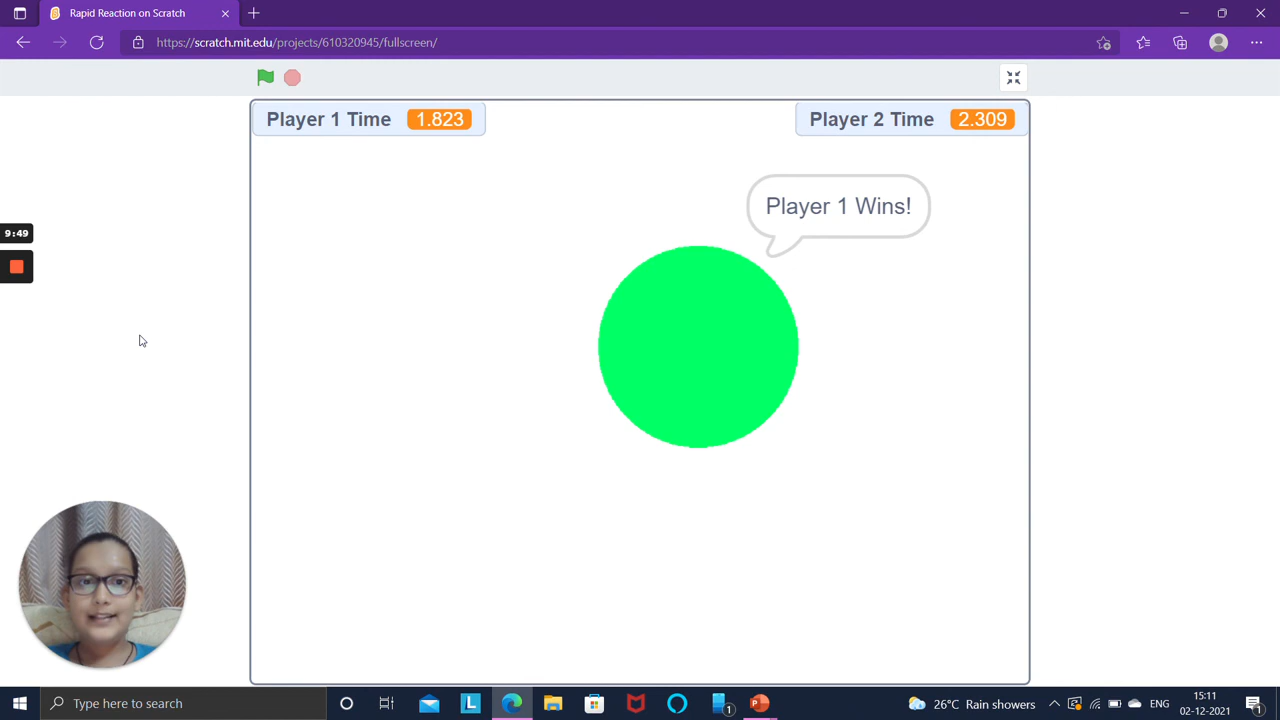 Rapid Reaction on Scratch
https://scratch.mit.edu/projects/610320945/fullscreen/
Player 1 Time 1.823
Player 2 Time 2.309
Player 1 Wins!
9:49
Type here to search
L
1
P
26°C Rain showers
ENG
15:11
02-12-2021
1